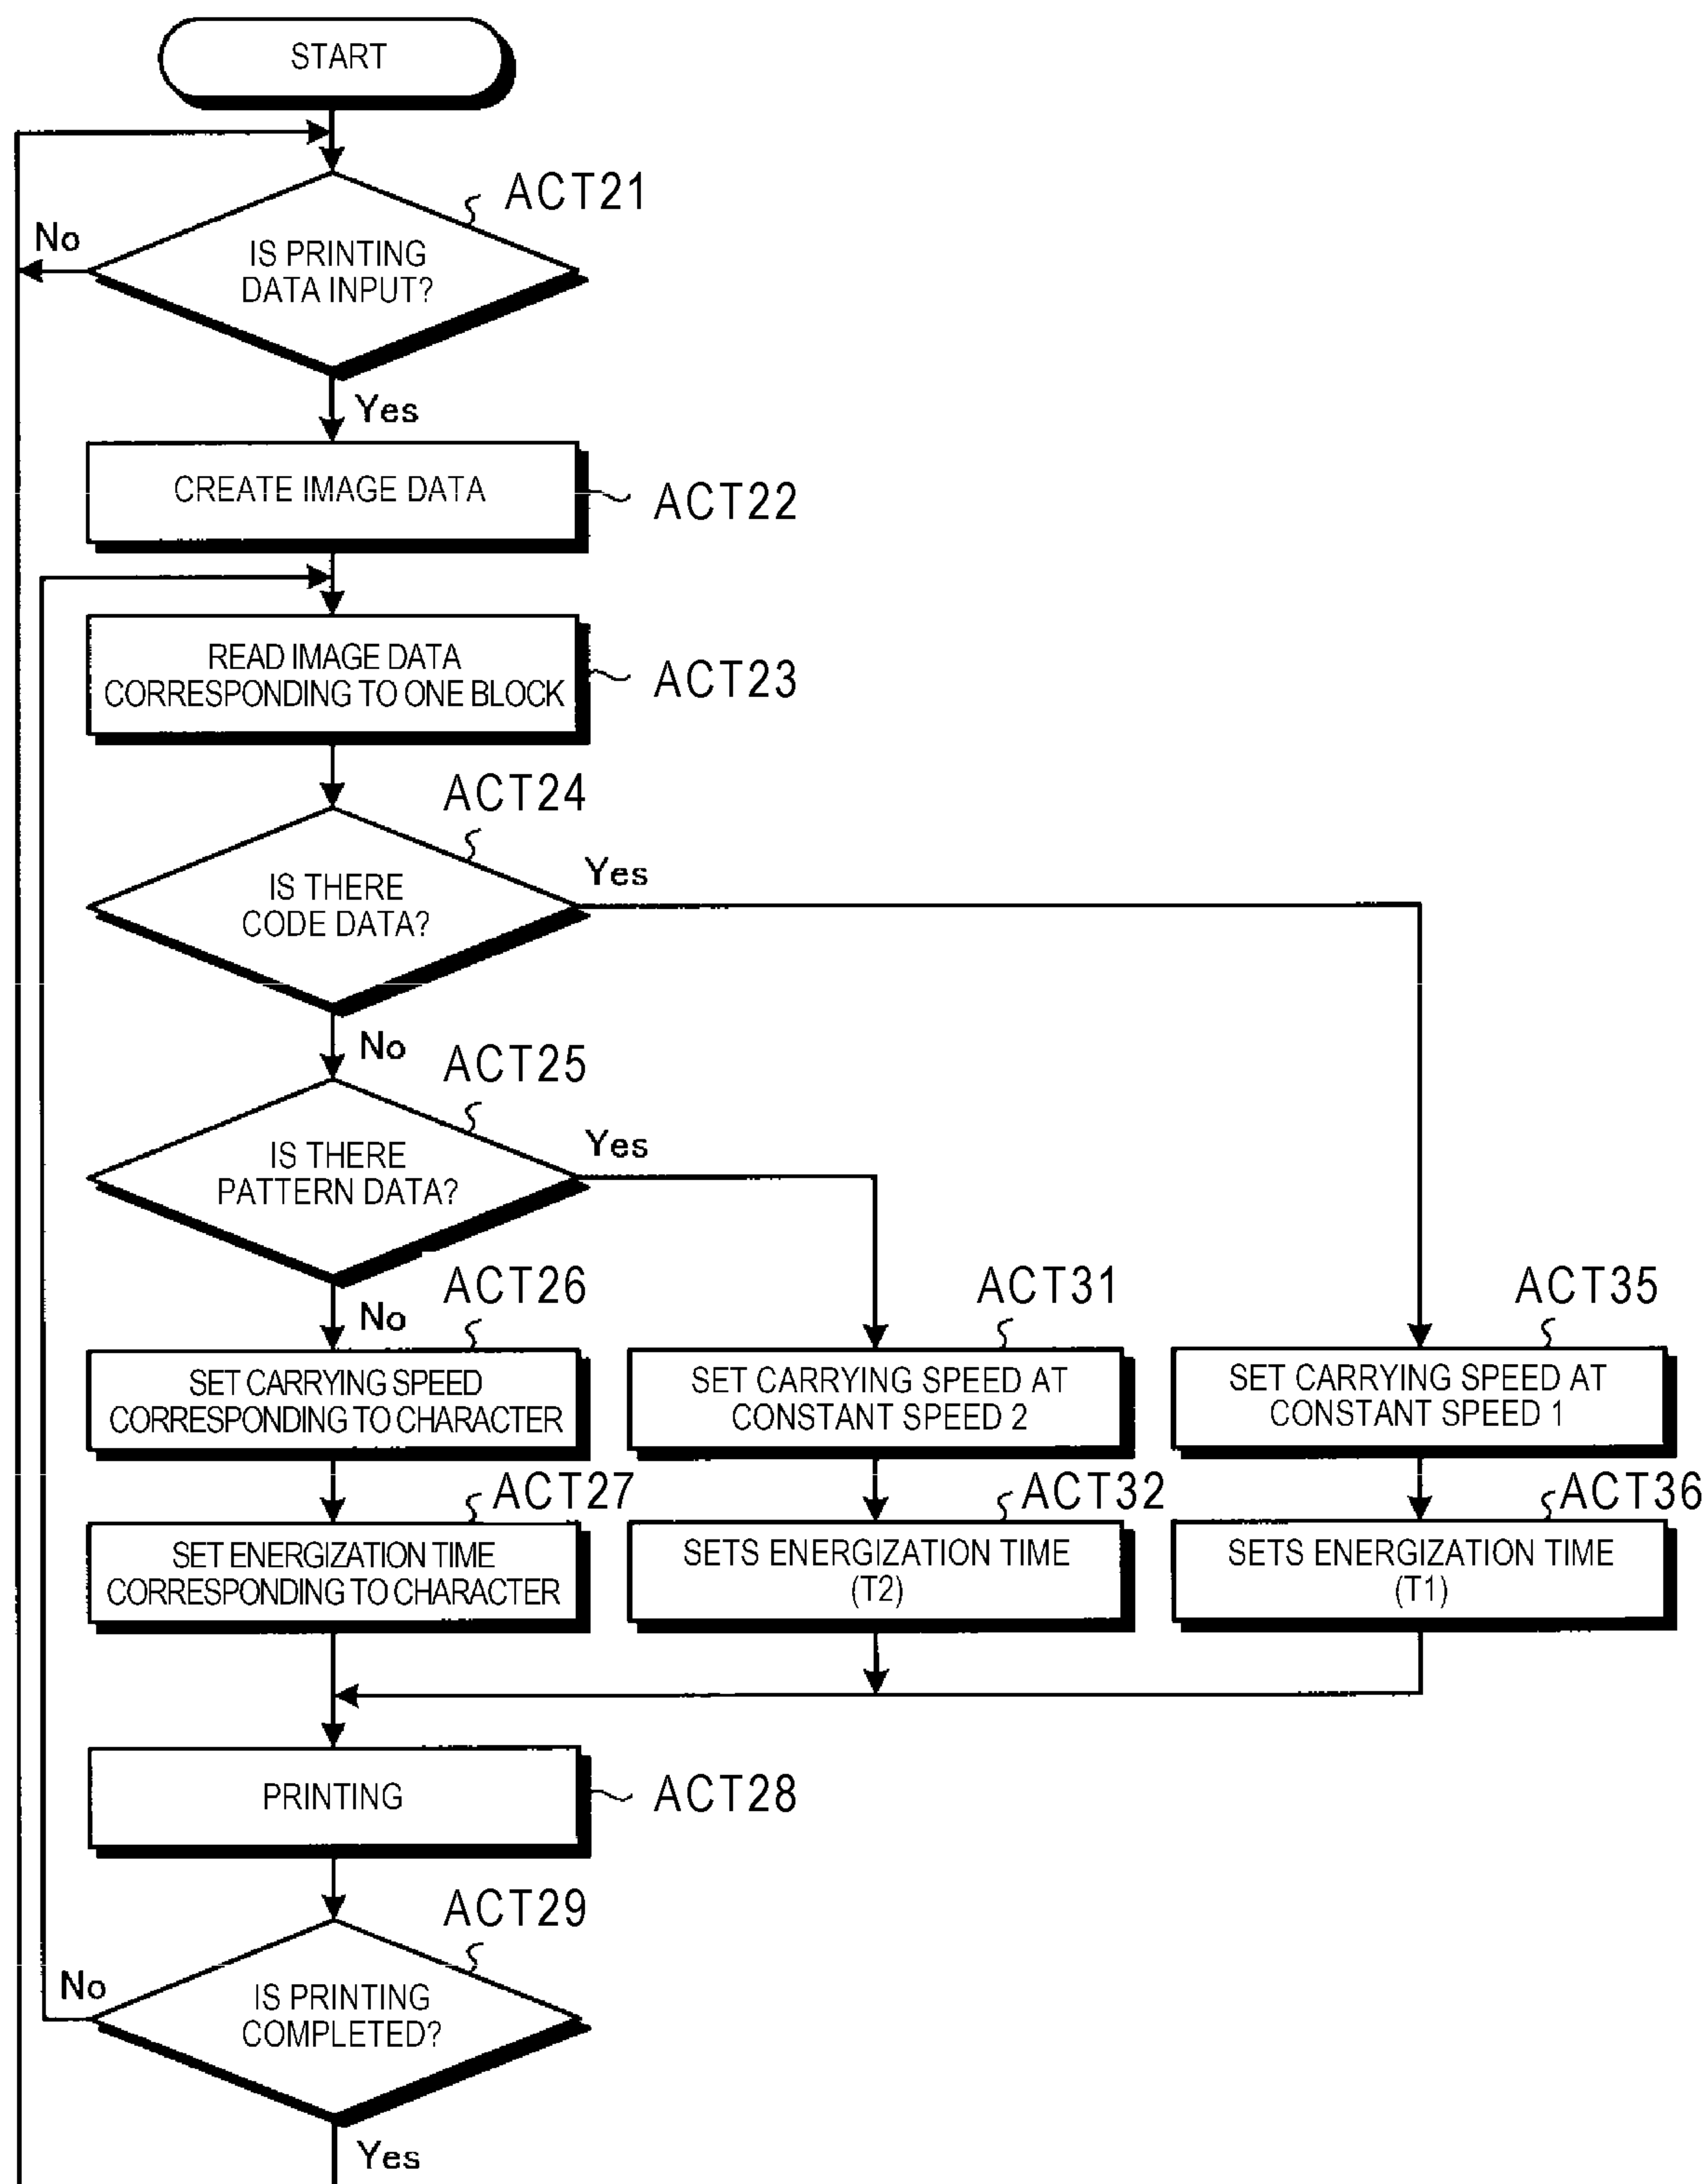 START
ACT21
No
IS PRINTING
DATA INPUT?
Yes
CREATE IMAGE DATA
ACT22
READ IMAGE DATA
CORRESPONDING TO ONE BLOCK
ACT23
ACT24
Yes
IS THERE
CODE DATA?
No
ACT25
Yes
IS THERE
PATTERN DATA?
No
ACT26
ACT31
ACT35
SET CARRYING SPEED
CORRESPONDING TO CHARACTER
SET CARRYING SPEED AT
CONSTANT SPEED 2
SET CARRYING SPEED AT
CONSTANT SPEED 1
ACT27
ACT32
ACT36
SET ENERGIZATION TIME
CORRESPONDING TO CHARACTER
SETS ENERGIZATION TIME
(T2)
SETS ENERGIZATION TIME
(T1)
PRINTING
ACT28
ACT29
No
IS PRINTING
COMPLETED?
Yes